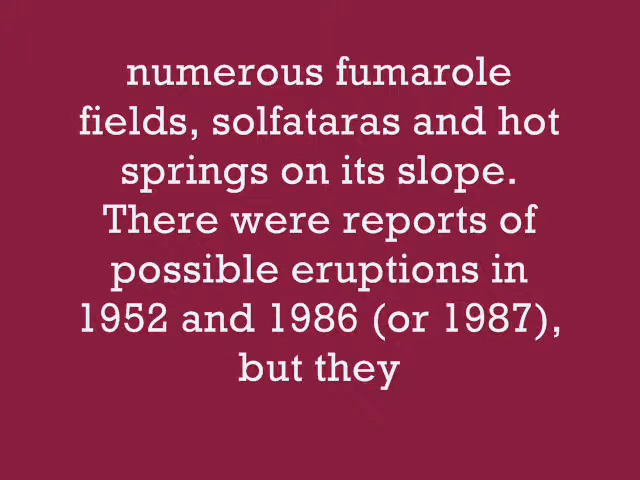 numerous fumarole
fields, solfataras and hot
springs on its slope.
There were reports of
possible eruptions in
1952 and 1986 (or 1987),
but they